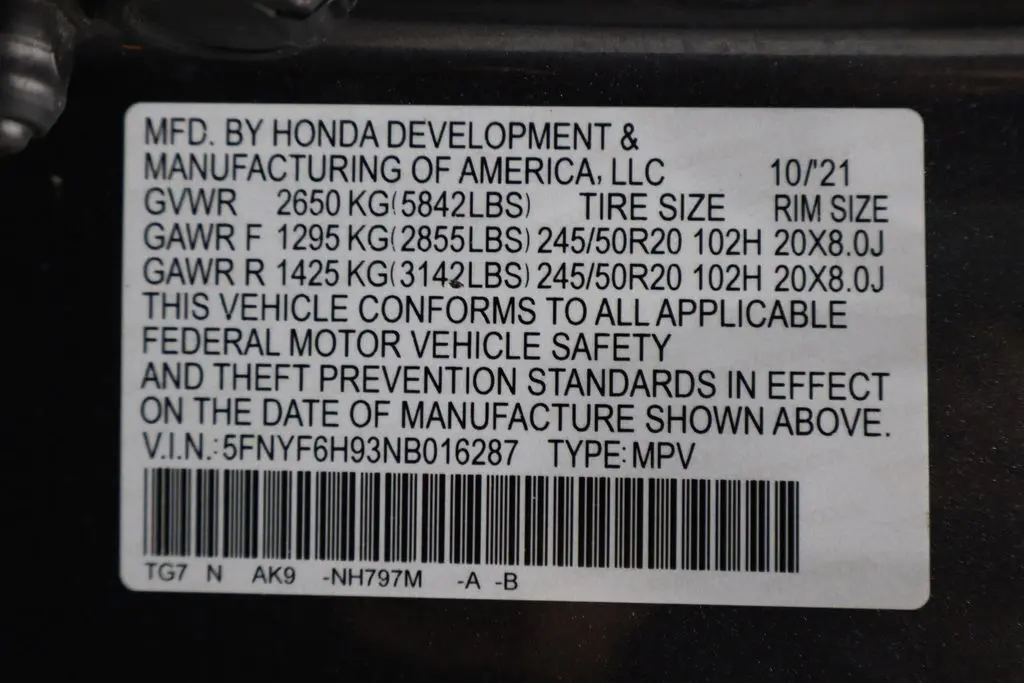 MFD. BY HONDA DEVELOPMENT &
MANUFACTURING OF AMERICA, LLC 10/'21
GVWR 2650 KG(5842LBS) TIRE SIZE RIM SIZE
GAWR F 1295 KG(2855LBS) 245/50R20 102H 20X8.0J
GAWR R 1425 KG(3142LBS) 245/50R20 102H 20X8.0J
THIS VEHICLE CONFORMS TO ALL APPLICABLE
FEDERAL MOTOR VEHICLE SAFETY
AND THEFT PREVENTION STANDARDS IN EFFECT
ON THE DATE OF MANUFACTURE SHOWN ABOVE.
V.I.N.: 5FNYF6H93NB016287 TYPE: MPV
TG7 N AK9 -NH797M -A -B